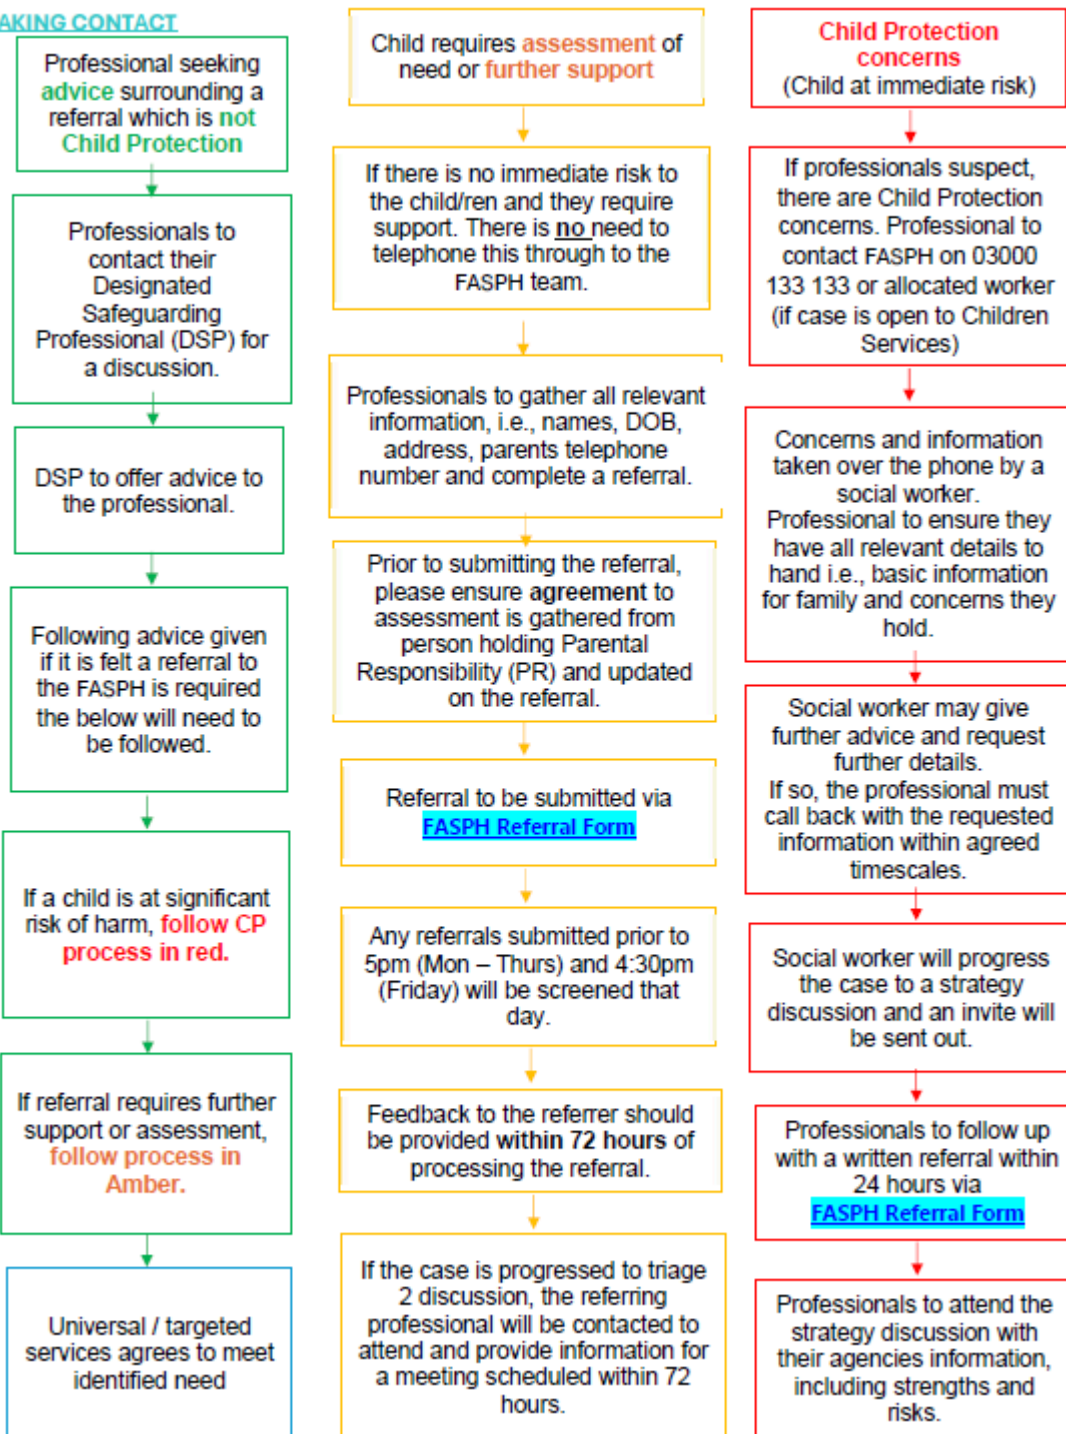 AKING CONTACT
Professional seeking
advice surrounding a
referral which is not
Child Protection
Professionals to
contact their
Designated
Safeguarding
Professional (DSP) for
a discussion.
DSP to offer advice to
the professional.
Following advice given
if it is felt a referral to
the FASPH is required
the below will need to
be followed.
If a child is at significant
risk of harm, follow CP
process in red.
If referral requires further
support or assessment,
follow process in
Amber.
Universal / targeted
services agrees to meet
identified need
Child requires assessment of
need or further support
If there is no immediate risk to
the child/ren and they require
support. There is no need to
telephone this through to the
FASPH team.
Professionals to gather all relevant
information, i.e., names, DOB,
address, parents telephone
number and complete a referral.
Prior to submitting the referral,
please ensure agreement to
assessment is gathered from
person holding Parental
Responsibility (PR) and updated
on the referral.
Referral to be submitted via
FASPH Referral Form
Any referrals submitted prior to
5pm (Mon – Thurs) and 4:30pm
(Friday) will be screened that
day.
Feedback to the referrer should
be provided within 72 hours of
processing the referral.
If the case is progressed to triage
2 discussion, the referring
professional will be contacted to
attend and provide information for
a meeting scheduled within 72
hours.
Child Protection
concerns
(Child at immediate risk)
If professionals suspect,
there are Child Protection
concerns. Professional to
contact FASPH on 03000
133 133 or allocated worker
(if case is open to Children
Services)
Concerns and information
taken over the phone by a
social worker.
Professional to ensure they
have all relevant details to
hand i.e., basic information
for family and concerns they
hold.
Social worker may give
further advice and request
further details.
If so, the professional must
call back with the requested
information within agreed
timescales.
Social worker will progress
the case to a strategy
discussion and an invite will
be sent out.
Professionals to follow up
with a written referral within
24 hours via
FASPH Referral Form
Professionals to attend the
strategy discussion with
their agencies information,
including strengths and
risks.